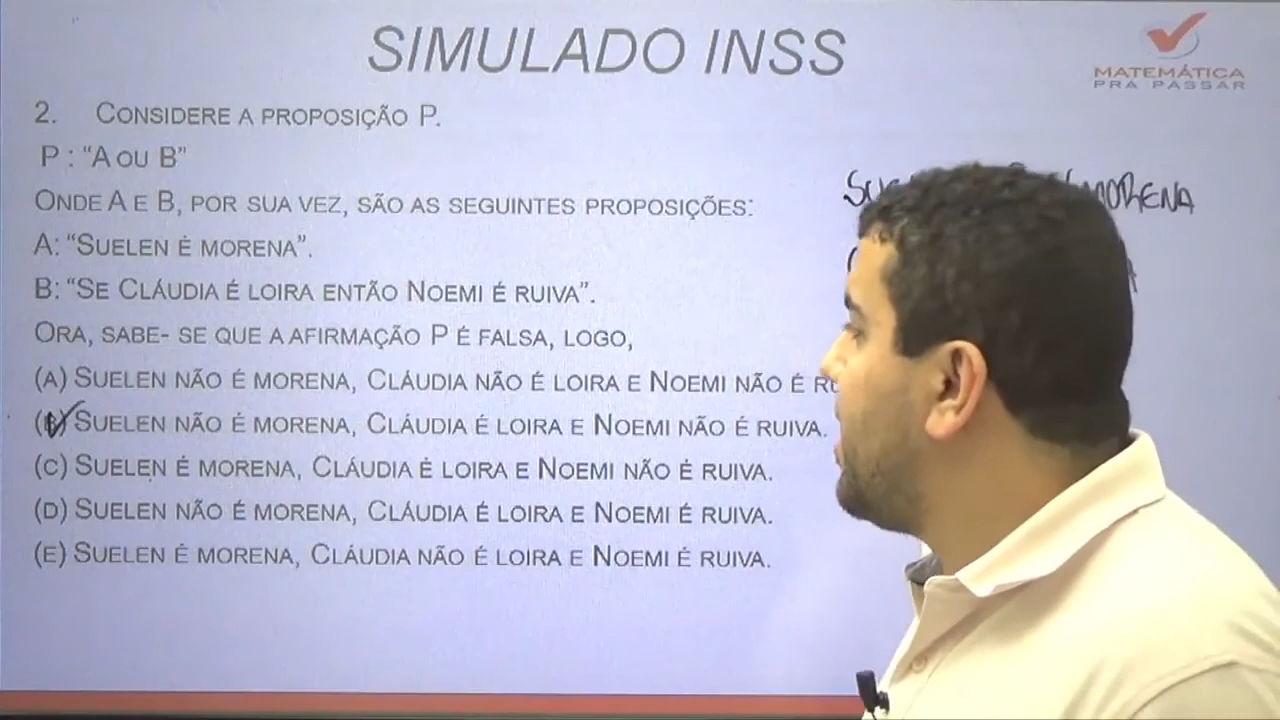 SIMULADO INSS
MATEMÁTICA
PRA PASSAR
2. CONSIDERE A PROPOSIÇÃO P.
P : “A OU B”
ONDE A E B, POR SUA VEZ, SÃO AS SEGUINTES PROPOSIÇÕES:
MORENA
A: “SUELEN É MORENA”.
B: “SE CLÁUDIA É LOIRA ENTÃO NOEMI É RUIVA”.
ORA, SABE- SE QUE A AFIRMAÇÃO P É FALSA, LOGO,
(A) SUELEN NÃO É MORENA, CLÁUDIA NÃO É LOIRA E NOEMI NÃO É
(B) SUELEN NÃO É MORENA, CLÁUDIA É LOIRA E NOEMI NÃO É RUIVA.
(C) SUELEN É MORENA, CLÁUDIA É LOIRA E NOEMI NÃO É RUIVA.
(D) SUELEN NÃO É MORENA, CLÁUDIA É LOIRA E NOEMI É RUIVA.
(E) SUELEN É MORENA, CLÁUDIA NÃO É LOIRA E NOEMI É RUIVA.